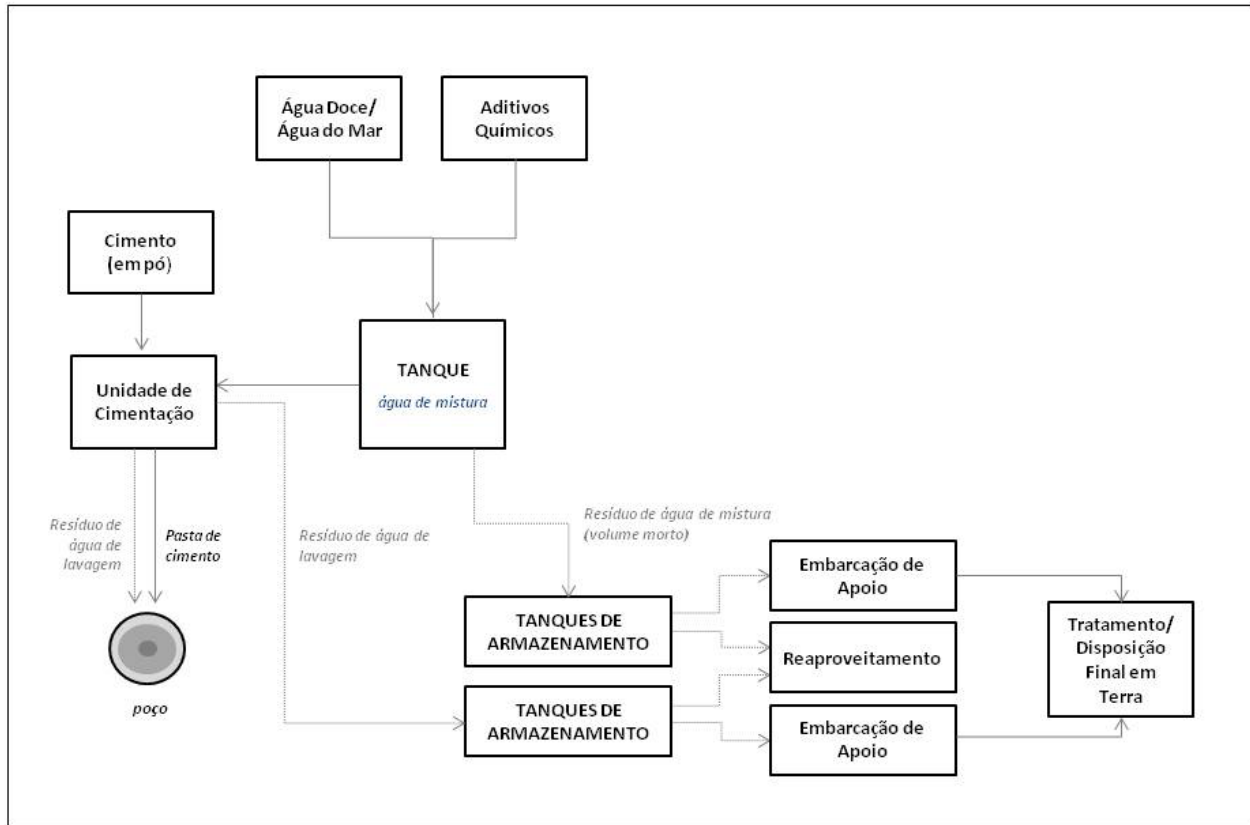 Água Doce/
Água do Mar
Aditivos
Químicos
Cimento
(em pó)
TANQUE
água de mistura
Unidade de
Cimentação
Resíduo de
água de
lavagem
Pasta de
cimento
Resíduo de água de
lavagem
Resíduo de água de mistura
(volume morto)
poço
TANQUES DE
ARMAZENAMENTO
TANQUES DE
ARMAZENAMENTO
Embarcação de
Apoio
Reaproveitamento
Embarcação de
Apoio
Tratamento/
Disposição
Final em
Terra